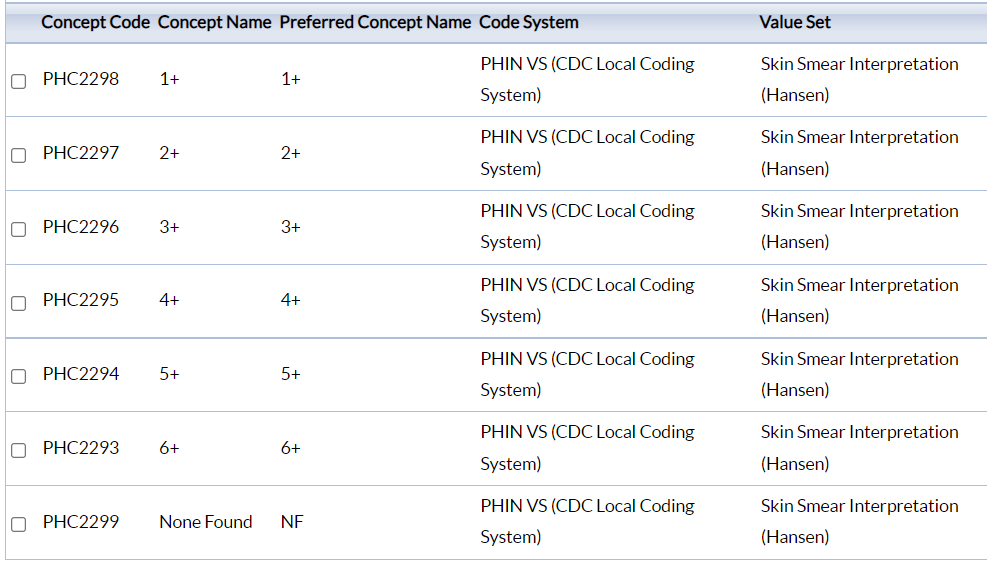 Concept Code Concept Name Preferred Concept Name Code System Value Set
PHC2298 1+ 1+ PHIN VS (CDC Local Coding System) Skin Smear Interpretation (Hansen)
PHC2297 2+ 2+ PHIN VS (CDC Local Coding System) Skin Smear Interpretation (Hansen)
PHC2296 3+ 3+ PHIN VS (CDC Local Coding System) Skin Smear Interpretation (Hansen)
PHC2295 4+ 4+ PHIN VS (CDC Local Coding System) Skin Smear Interpretation (Hansen)
PHC2294 5+ 5+ PHIN VS (CDC Local Coding System) Skin Smear Interpretation (Hansen)
PHC2293 6+ 6+ PHIN VS (CDC Local Coding System) Skin Smear Interpretation (Hansen)
PHC2299 None Found NF PHIN VS (CDC Local Coding System) Skin Smear Interpretation (Hansen)